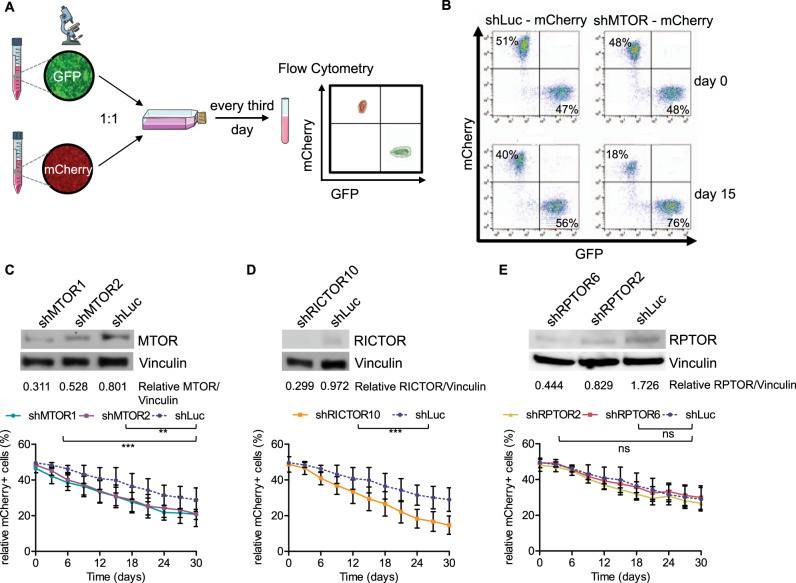 A
GFP
1:1
mCherry
every third
day
Flow Cytometry
mCherry
GFP
B
shLuc - mCherry
shMTOR - mCherry
51%
47%
48%
48%
day 0
40%
56%
18%
76%
day 15
mCherry
GFP
C
shMTOR1
shMTOR2
shLuc
MTOR
Vinculin
0.311 0.528 0.801 Relative MTOR/
Vinculin
shMTOR1 shMTOR2 shLuc
**
***
relative mCherry+ cells (%)
60
40
20
0
0 6 12 18 24 30
Time (days)
D
shRICTOR10
shLuc
RICTOR
Vinculin
0.299 0.972 Relative RICTOR/Vinculin
shRICTOR10 shLuc
***
relative mCherry+ cells (%)
60
40
20
0
0 6 12 18 24 30
Time (days)
E
shRPTOR6
shRPTOR2
shLuc
RPTOR
Vinculin
0.444 0.829 1.726 Relative RPTOR/Vinculin
shRPTOR2 shRPTOR6 shLuc
ns
ns
relative mCherry+ cells (%)
60
40
20
0
0 6 12 18 24 30
Time (days)